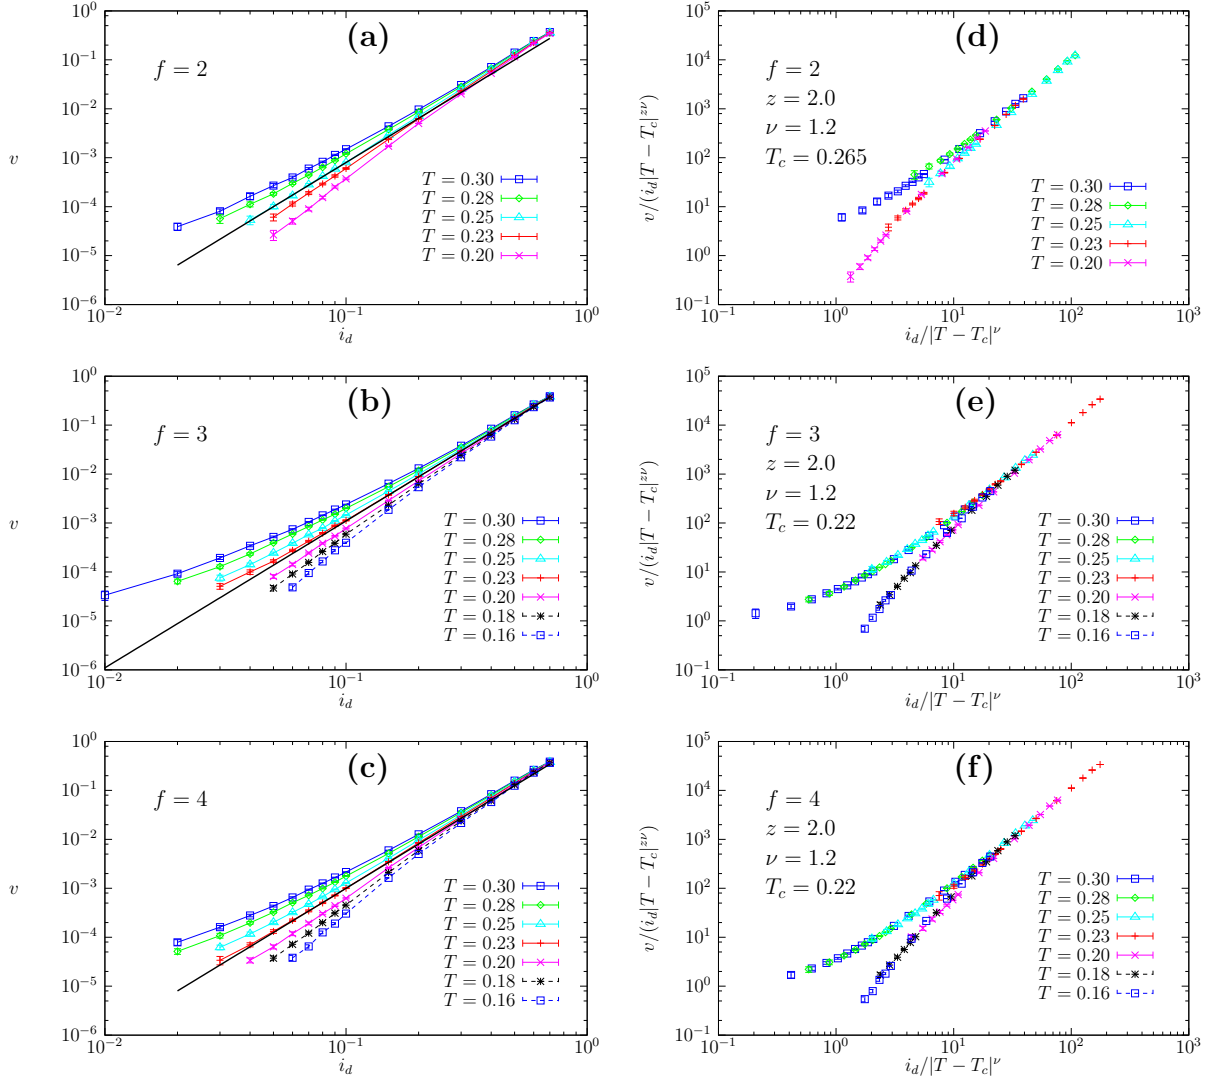 (a)
f = 2
v
10^0
10^{-1}
10^{-2}
10^{-3}
10^{-4}
10^{-5}
10^{-6}
T = 0.30
T = 0.28
T = 0.25
T = 0.23
T = 0.20
10^{-2} 10^{-1} 10^0
i_d
(d)
f = 2
z = 2.0
ν = 1.2
T_c = 0.265
v/(i_d|T − T_c|^{zν})
10^5
10^4
10^3
10^2
10^1
10^0
10^{-1}
T = 0.30
T = 0.28
T = 0.25
T = 0.23
T = 0.20
10^{-1} 10^0 10^1 10^2 10^3
i_d/|T − T_c|^ν
(b)
f = 3
v
10^0
10^{-1}
10^{-2}
10^{-3}
10^{-4}
10^{-5}
10^{-6}
T = 0.30
T = 0.28
T = 0.25
T = 0.23
T = 0.20
T = 0.18
T = 0.16
10^{-2} 10^{-1} 10^0
i_d
(e)
f = 3
z = 2.0
ν = 1.2
T_c = 0.22
v/(i_d|T − T_c|^{zν})
10^5
10^4
10^3
10^2
10^1
10^0
10^{-1}
T = 0.30
T = 0.28
T = 0.25
T = 0.23
T = 0.20
T = 0.18
T = 0.16
10^{-1} 10^0 10^1 10^2 10^3
i_d/|T − T_c|^ν
(c)
f = 4
v
10^0
10^{-1}
10^{-2}
10^{-3}
10^{-4}
10^{-5}
10^{-6}
T = 0.30
T = 0.28
T = 0.25
T = 0.23
T = 0.20
T = 0.18
T = 0.16
10^{-2} 10^{-1} 10^0
i_d
(f)
f = 4
z = 2.0
ν = 1.2
T_c = 0.22
v/(i_d|T − T_c|^{zν})
10^5
10^4
10^3
10^2
10^1
10^0
10^{-1}
T = 0.30
T = 0.28
T = 0.25
T = 0.23
T = 0.20
T = 0.18
T = 0.16
10^{-1} 10^0 10^1 10^2 10^3
i_d/|T − T_c|^ν